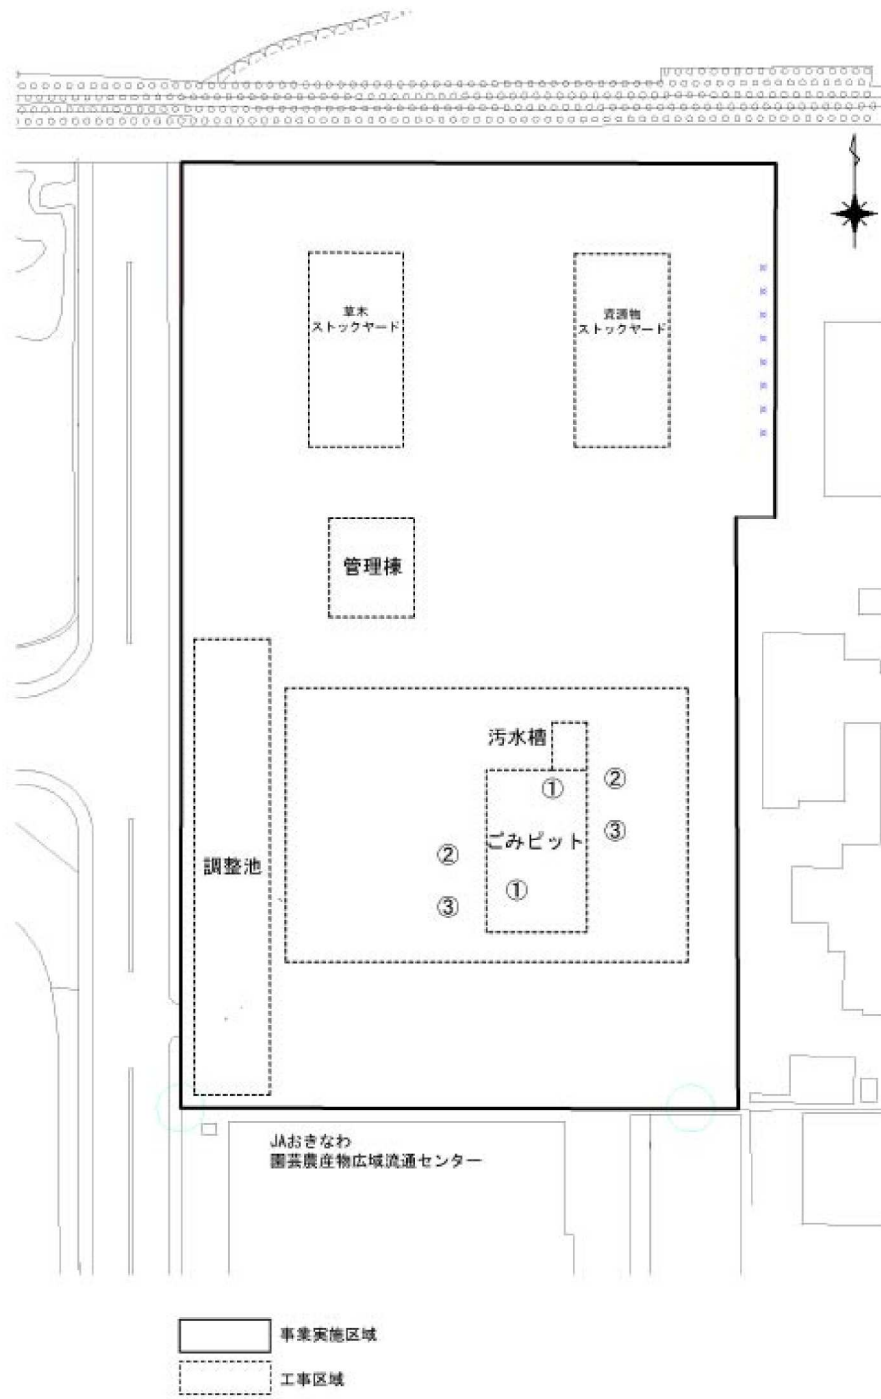 草木
ストックヤード
資源物
ストックヤード
管理棟
汚水槽
①
②
ごみピット
③
②
①
③
調整池
JAおきなわ
園芸農産物広域流通センター
事業実施区域
工事区域